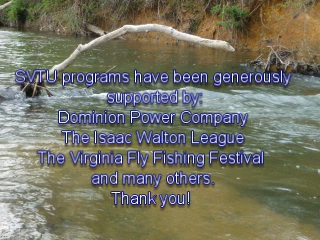 SVTU programs have been generously
supported by:
Dominion Power Company
The Isaac Walton League
The Virginia Fly Fishing Festival
and many others.
Thank you!